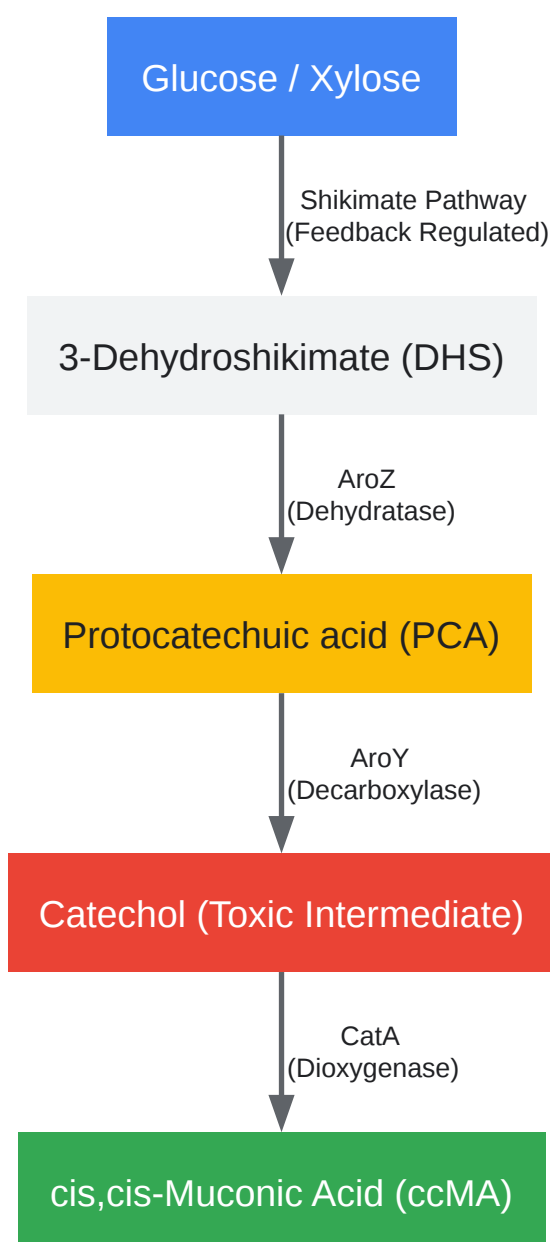 Glucose / Xylose
Shikimate Pathway
(Feedback Regulated)
3-Dehydroshikimate (DHS)
AroZ
(Dehydratase)
Protocatechuic acid (PCA)
AroY
(Decarboxylase)
Catechol (Toxic Intermediate)
CatA
(Dioxygenase)
cis,cis-Muconic Acid (ccMA)